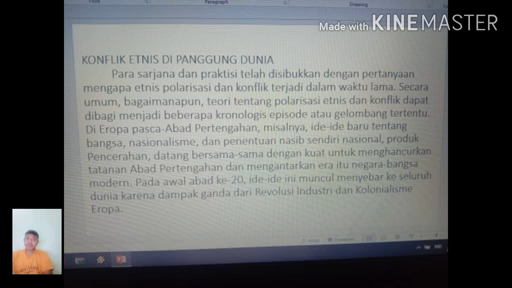 Made with KINEMASTER
Paragraph
Drawing
KONFLIK ETNIS DI PANGGUNG DUNIA
Para sarjana dan praktisi telah disibukkan dengan pertanyaan
mengapa etnis polarisasi dan konflik terjadi dalam waktu lama. Secara
umum, bagaimanapun, teori tentang polarisasi etnis dan konflik dapat
dibagi menjadi beberapa kronologis episode atau gelombang tertentu.
Di Eropa pasca-Abad Pertengahan, misalnya, ide-ide baru tentang
bangsa, nasionalisme, dan penentuan nasib sendiri nasional, produk
Pencerahan, datang bersama-sama dengan kuat untuk menghancurkan
tatanan Abad Pertengahan dan mengantarkan era itu negara-bangsa
modern. Pada awal abad ke-20, ide-ide ini muncul menyebar ke seluruh
dunia karena dampak ganda dari Revolusi Industri dan Kolonialisme
Eropa.